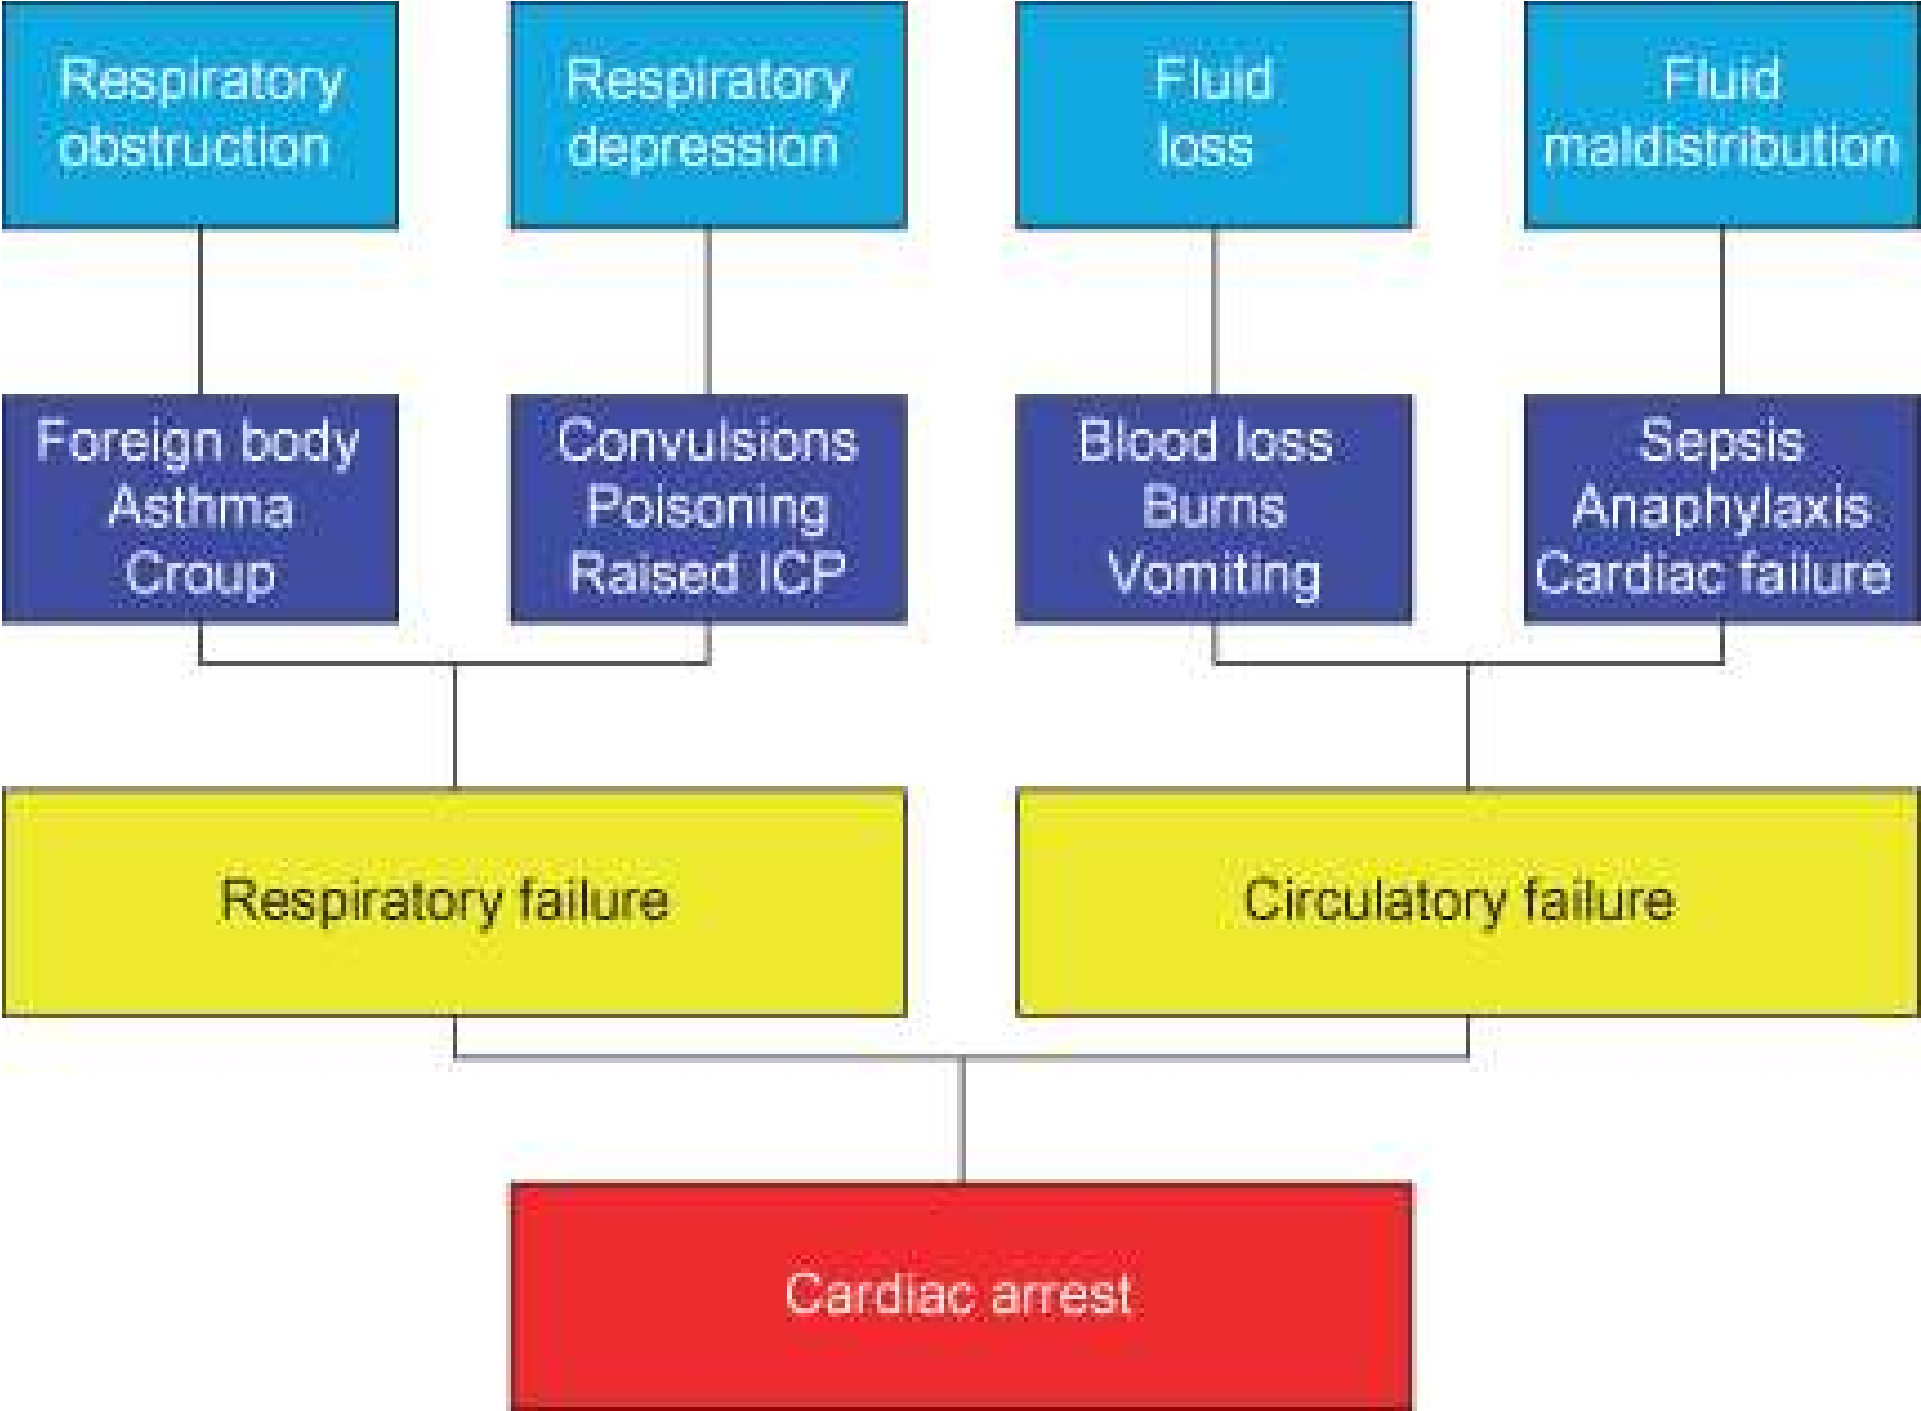 Respiratory
obstruction
Respiratory
depression
Fluid
loss
Fluid
maldistribution
Foreign body
Asthma
Croup
Convulsions
Poisoning
Raised ICP
Blood loss
Burns
Vomiting
Sepsis
Anaphylaxis
Cardiac failure
Respiratory failure
Circulatory failure
Cardiac arrest